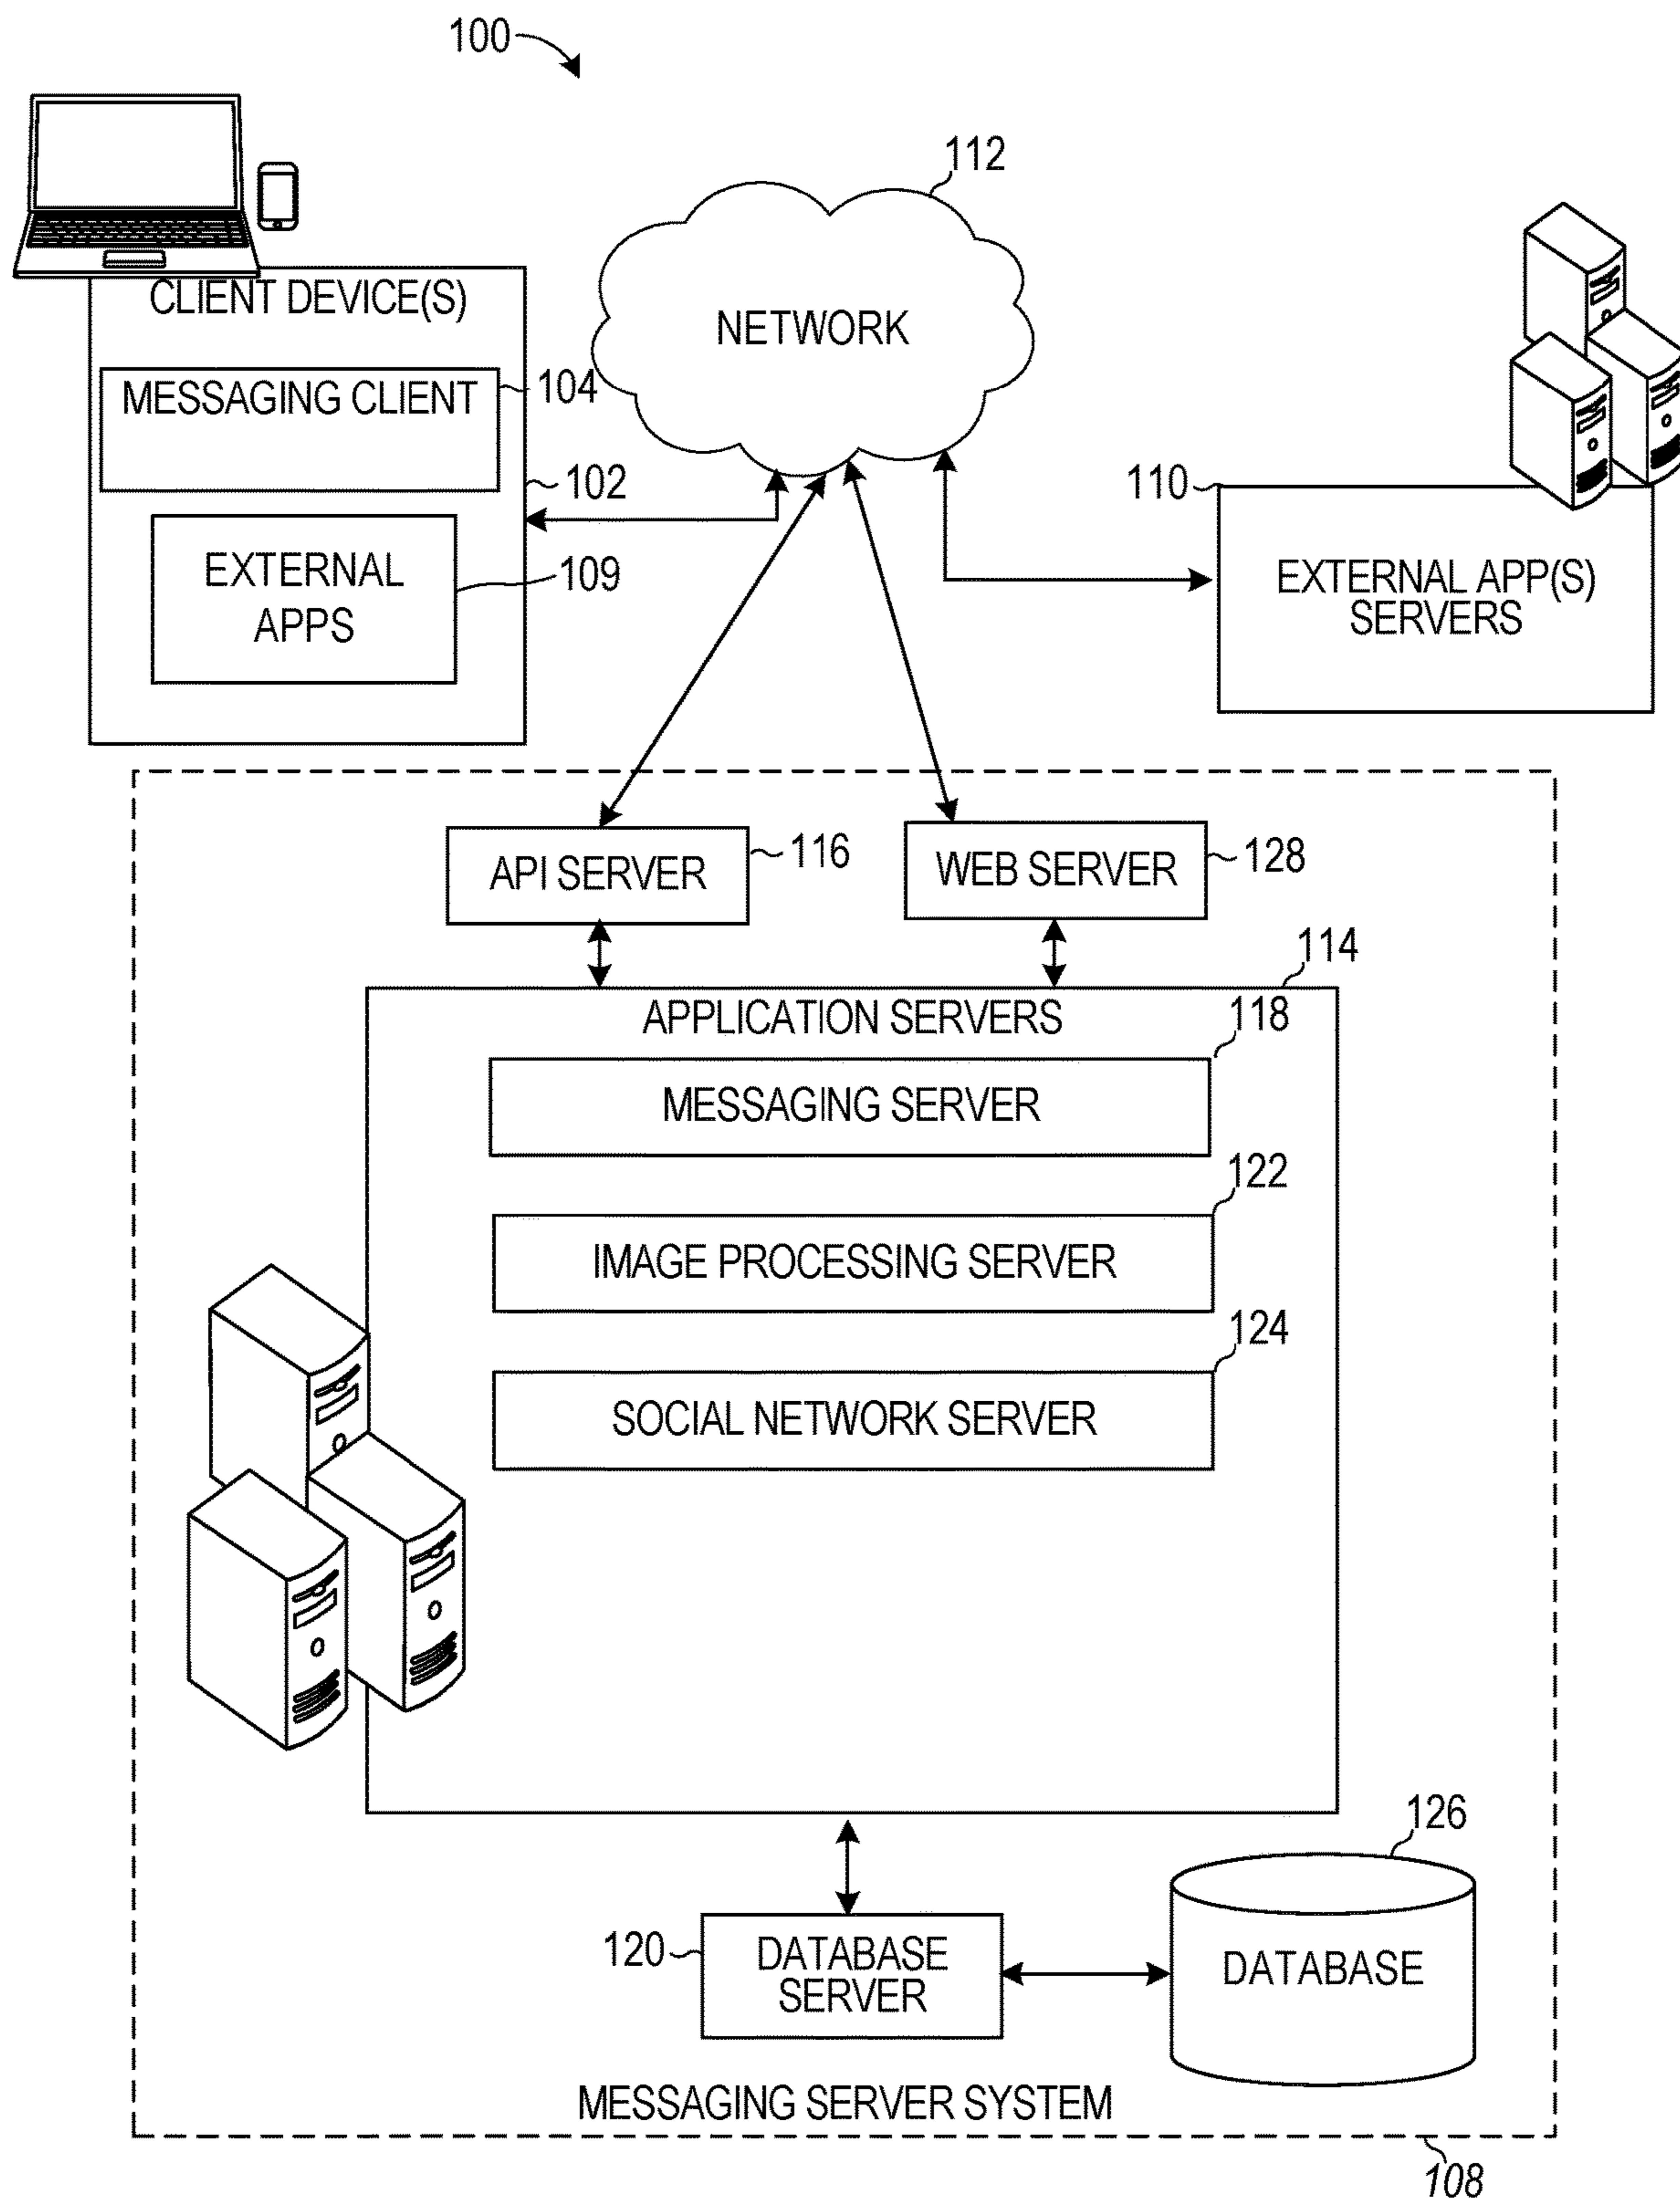 100
112
CLIENT DEVICE(S)
NETWORK
MESSAGING CLIENT
104
102
110
EXTERNAL
APPS
109
EXTERNAL APP(S)
SERVERS
API SERVER
116
WEB SERVER
128
114
APPLICATION SERVERS
118
MESSAGING SERVER
122
IMAGE PROCESSING SERVER
124
SOCIAL NETWORK SERVER
126
120
DATABASE
SERVER
DATABASE
MESSAGING SERVER SYSTEM
108